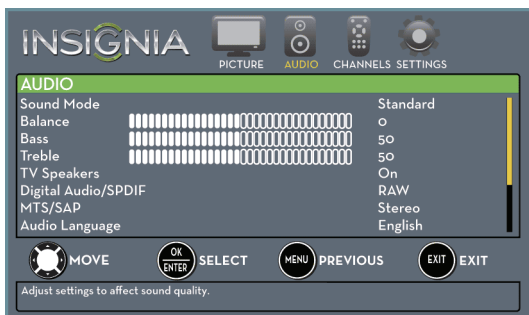 INSIGNIA
PICTURE AUDIO CHANNELS SETTINGS
AUDIO
Sound Mode Standard
Balance 0
Bass 50
Treble 50
TV Speakers On
Digital Audio/SPDIF RAW
MTS/SAP Stereo
Audio Language English
MOVE OK ENTER SELECT MENU PREVIOUS EXIT EXIT
Adjust settings to affect sound quality.